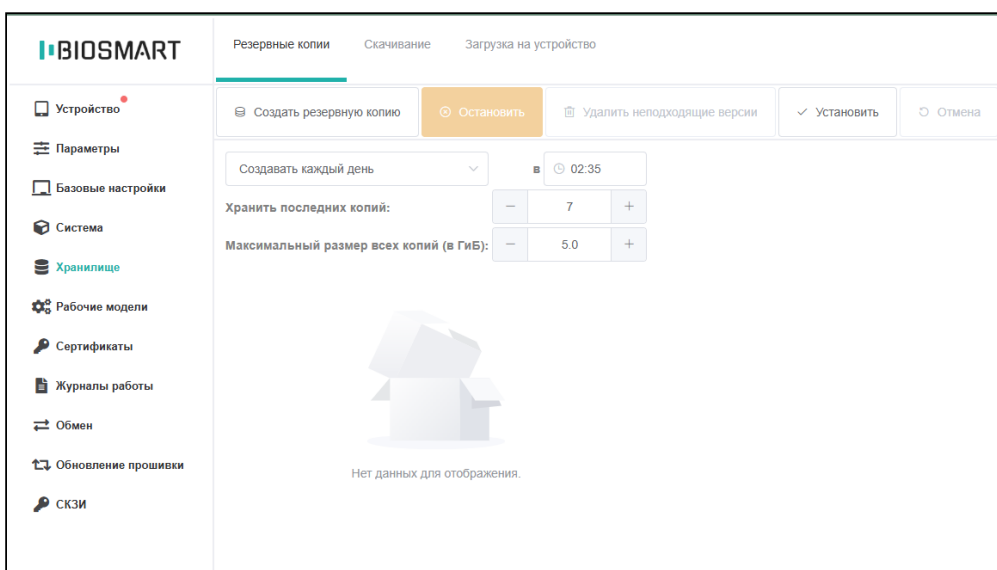 BIOSMART
Резервные копии Скачивание Загрузка на устройство
Устройство
Параметры
Базовые настройки
Система
Хранилище
Рабочие модели
Сертификаты
Журналы работы
Обмен
Обновление прошивки
СКЗИ
Создать резервную копию Остановить Удалить неподходящие версии Установить Отмена
Создавать каждый день в 02:35
Хранить последних копий: − 7 +
Максимальный размер всех копий (в ГиБ): − 5.0 +
Нет данных для отображения.